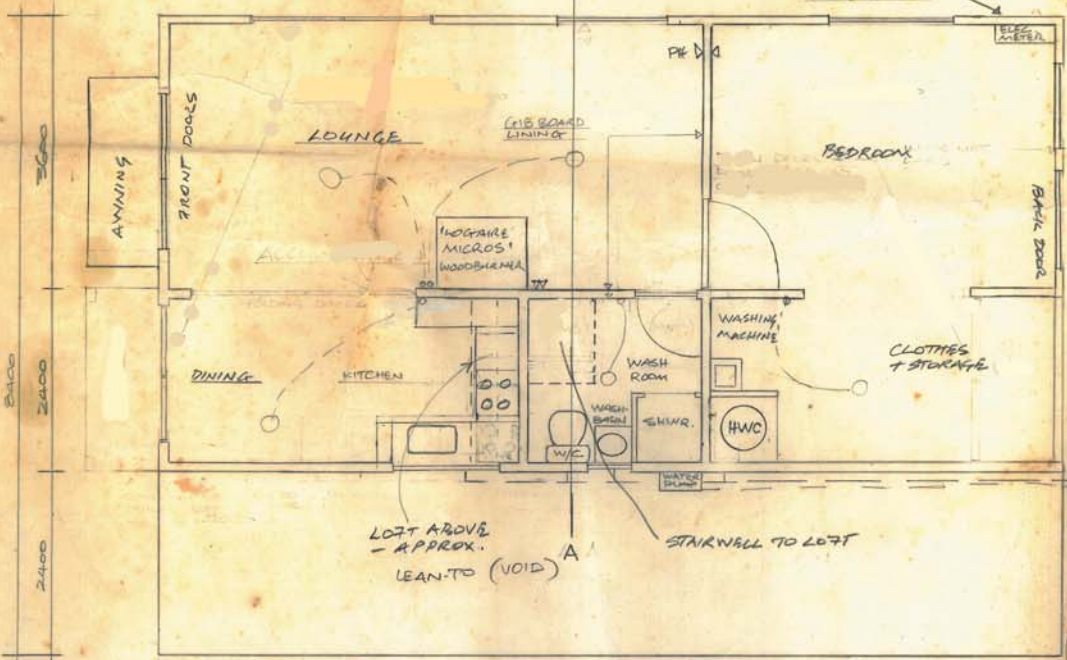 ELEC
METER
PH
FRONT DOORS
AWNING
LOUNGE
GIB BOARD
LINING
BEDROOM
BACK DOOR
3600
'LOGAIRE
MICROS'
WOODBURNER
8400
2400
DINING
KITCHEN
WASH
ROOM
WASHING
MACHINE
CLOTHES
+ STORAGE
WASH-
BASIN
SHWR.
HWC
W/C
WATER
PUMP
LOFT ABOVE
- APPROX.
STAIRWELL TO LOFT
A
LEAN-TO (VOID)
2400